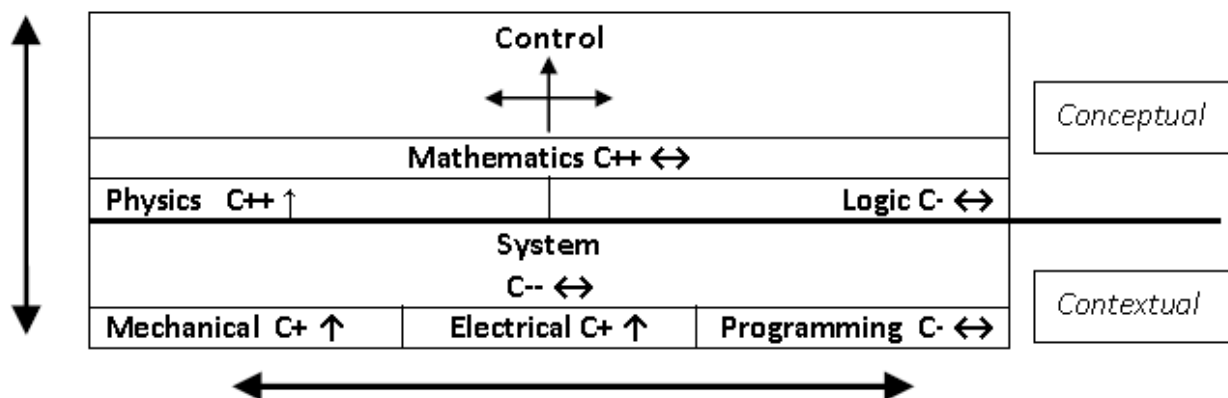 Control
Conceptual
Mathematics C++ ↔
Physics C++ ↑ Logic C- ↔
System
C-- ↔
Contextual
Mechanical C+ ↑ Electrical C+ ↑ Programming C- ↔